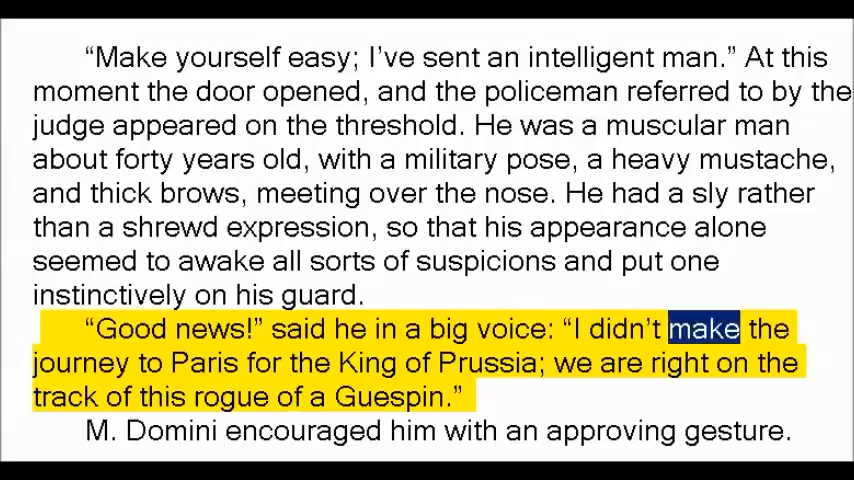 “Make yourself easy; I’ve sent an intelligent man.” At this
moment the door opened, and the policeman referred to by the
judge appeared on the threshold. He was a muscular man
about forty years old, with a military pose, a heavy mustache,
and thick brows, meeting over the nose. He had a sly rather
than a shrewd expression, so that his appearance alone
seemed to awake all sorts of suspicions and put one
instinctively on his guard.
“Good news!” said he in a big voice: “I didn’t make the
journey to Paris for the King of Prussia; we are right on the
track of this rogue of a Guespin.”
M. Domini encouraged him with an approving gesture.